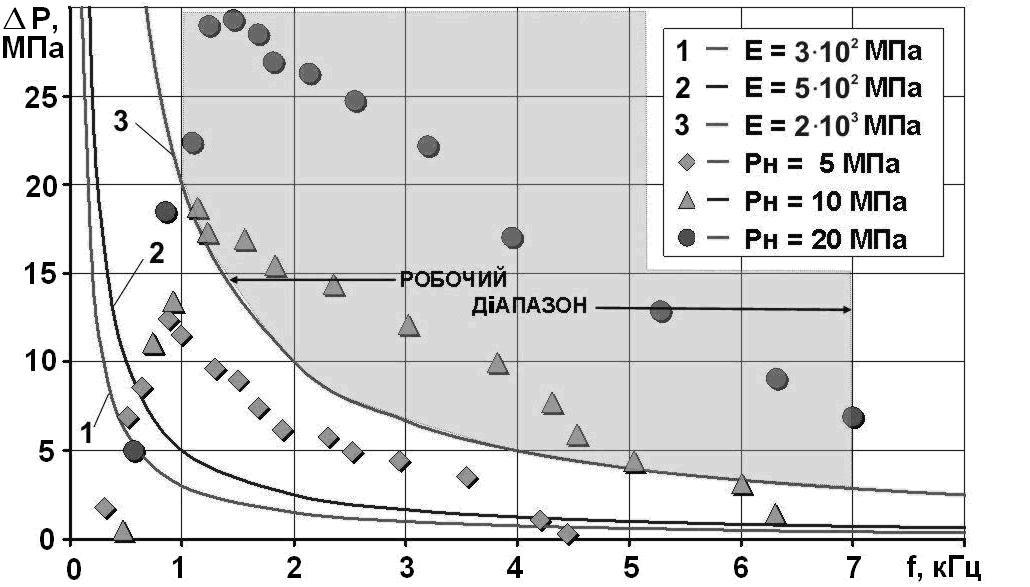 Δ P,
МПа
25
20
15
10
5
0
0
1
2
3
4
5
6
7
f, кГц
3
2
1
РОБОЧИЙ
ДіАПАЗОН
1 – E = 3·10² МПа
2 – E = 5·10² МПа
3 – E = 2·10³ МПа
– Pн = 5 МПа
– Pн = 10 МПа
– Pн = 20 МПа